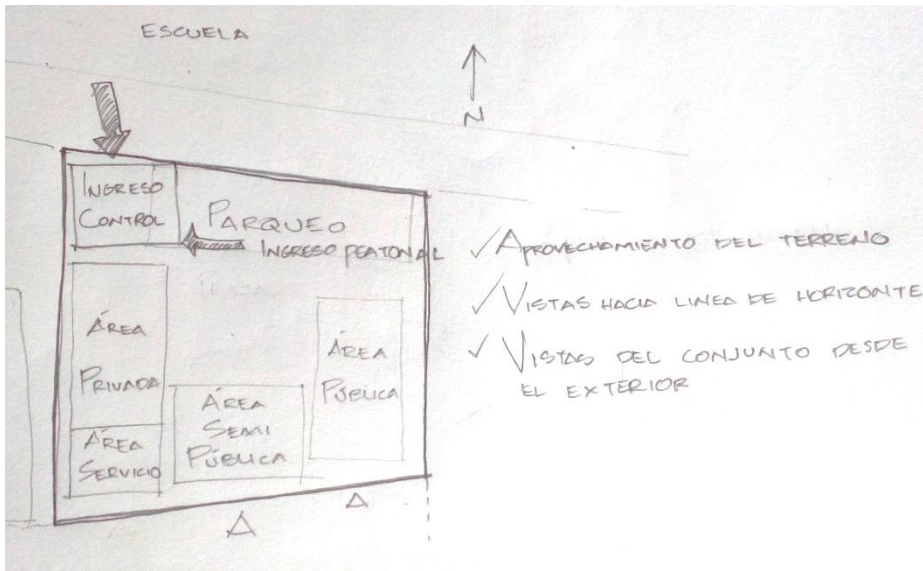 ESCUELA
N
INGRESO
CONTROL
PARQUEO
INGRESO PEATONAL
ÁREA
PRIVADA
ÁREA
SERVICIO
ÁREA
SEMI
PÚBLICA
ÁREA
PÚBLICA
✓ APROVECHAMIENTO DEL TERRENO
✓ VISTAS HACIA LINEA DE HORIZONTE
✓ VISTAS DEL CONJUNTO DESDE
EL EXTERIOR